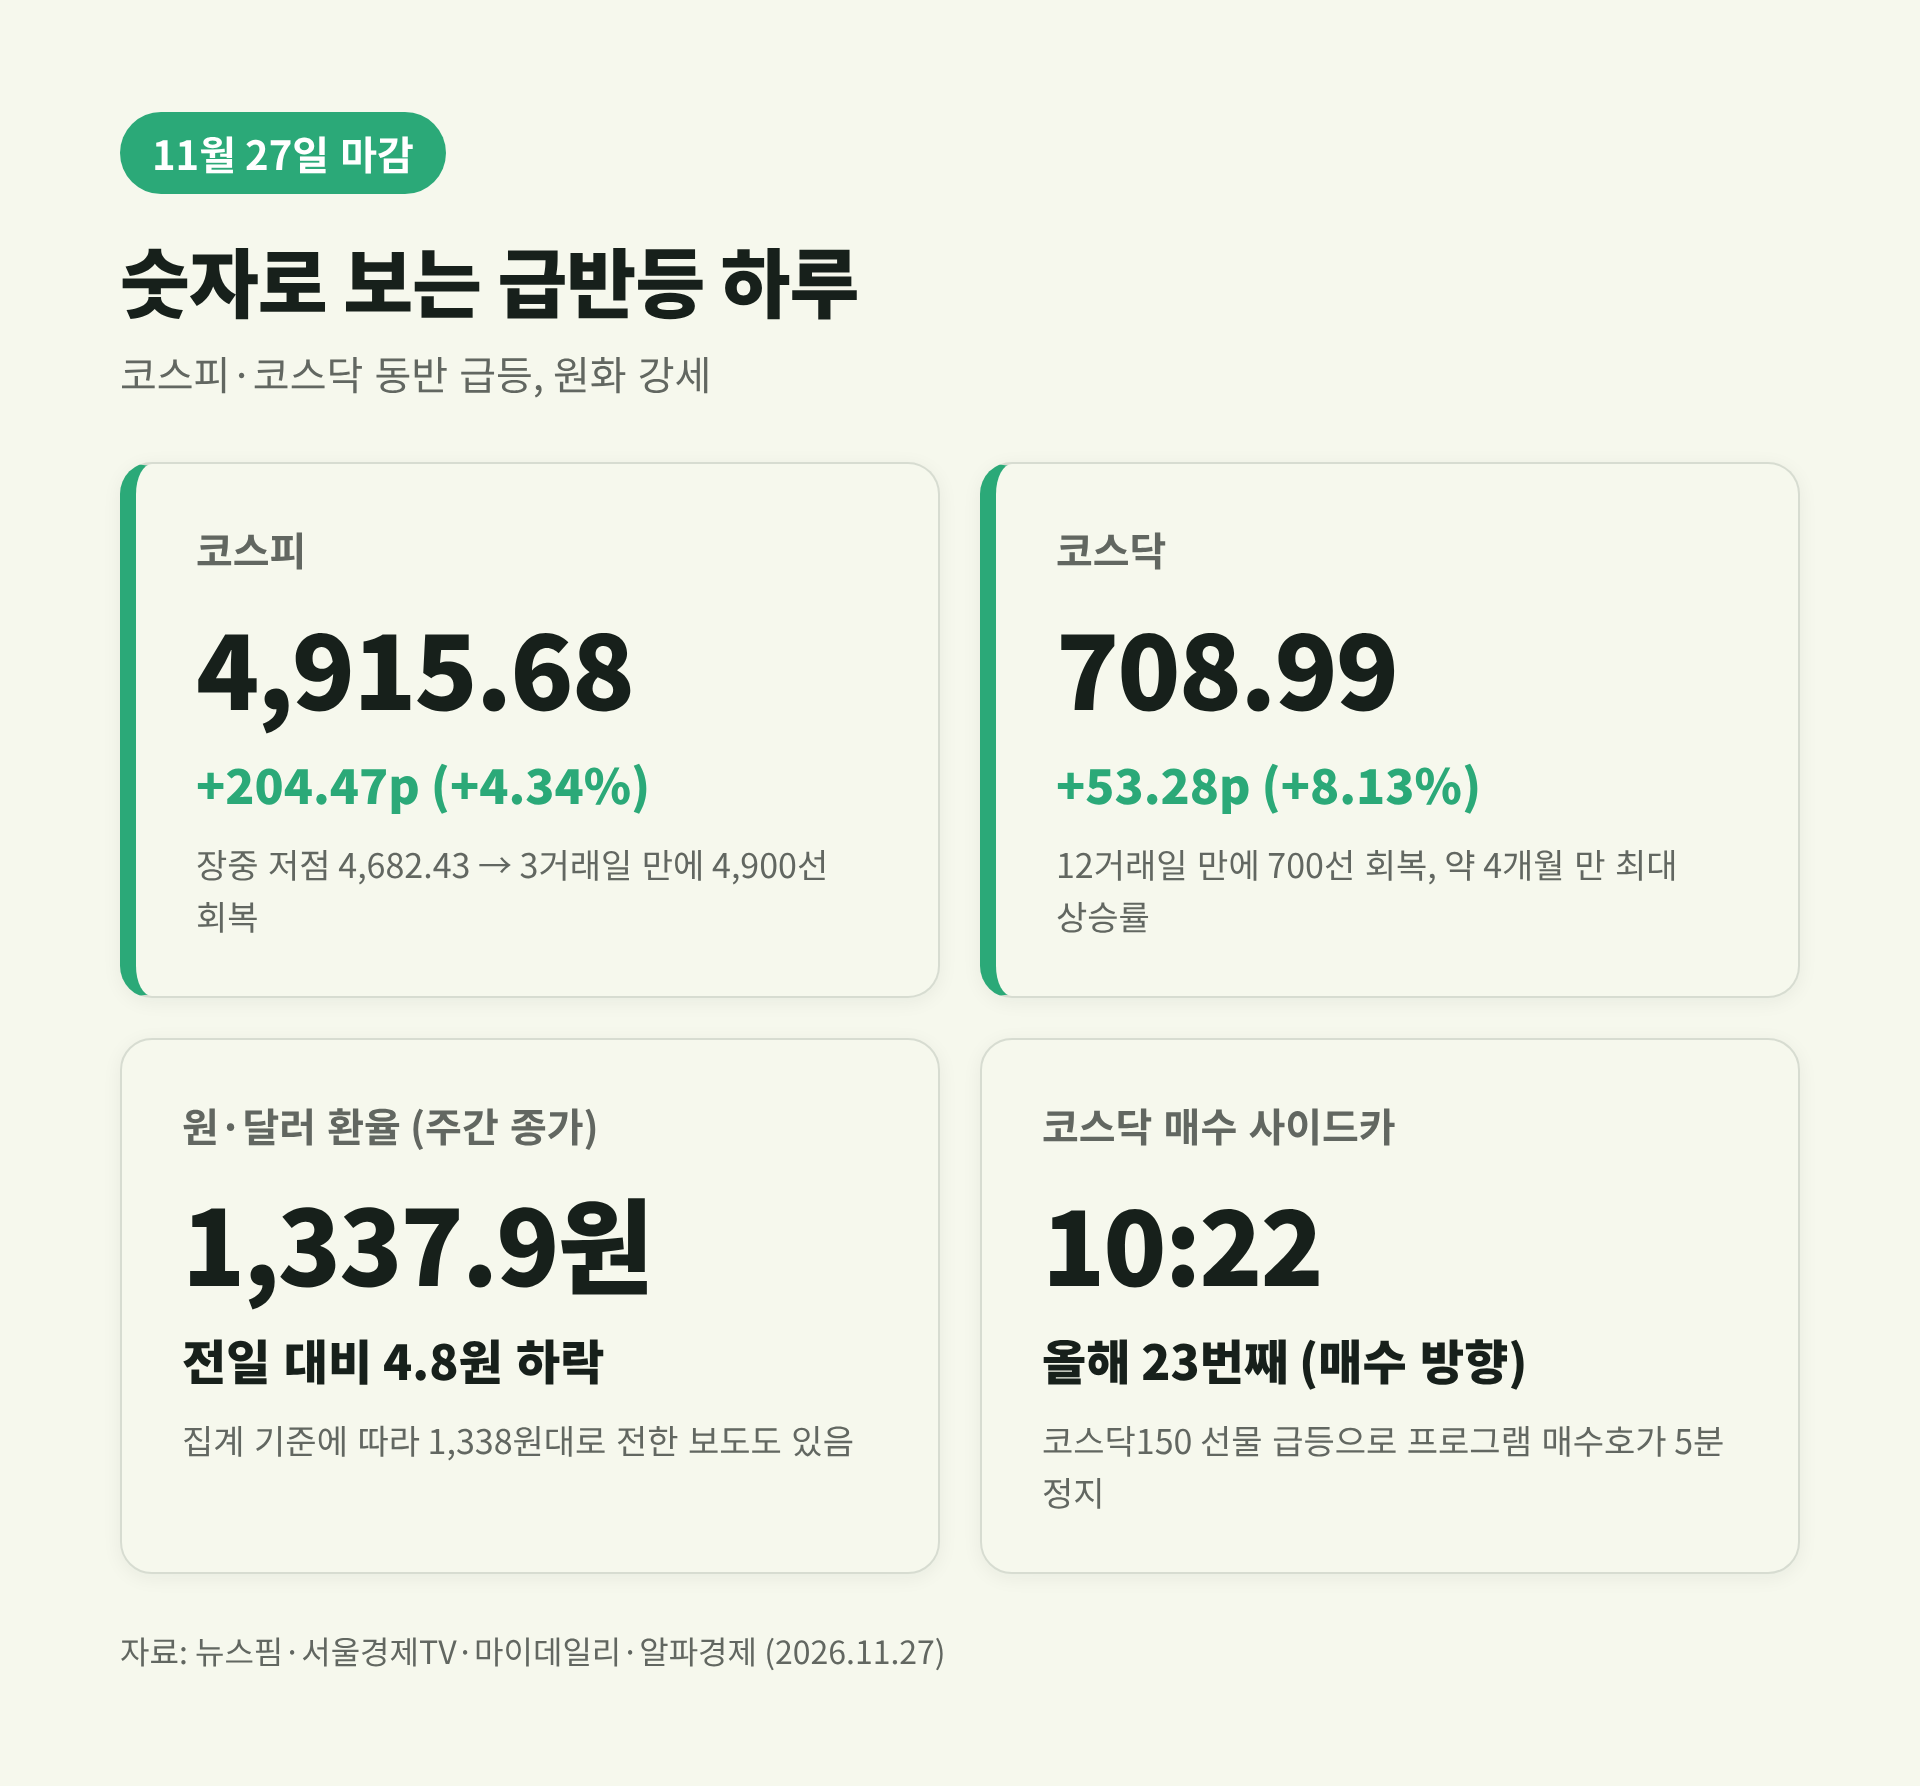 11월 27일 마감
숫자로 보는 급반등 하루
코스피·코스닥 동반 급등, 원화 강세
코스피
4,915.68
+204.47p (+4.34%)
장중 저점 4,682.43 → 3거래일 만에 4,900선
회복
코스닥
708.99
+53.28p (+8.13%)
12거래일 만에 700선 회복, 약 4개월 만 최대
상승률
원·달러 환율 (주간 종가)
1,337.9원
전일 대비 4.8원 하락
집계 기준에 따라 1,338원대로 전한 보도도 있음
코스닥 매수 사이드카
10:22
올해 23번째 (매수 방향)
코스닥150 선물 급등으로 프로그램 매수호가 5분
정지
자료: 뉴스핌·서울경제TV·마이데일리·알파경제 (2026.11.27)